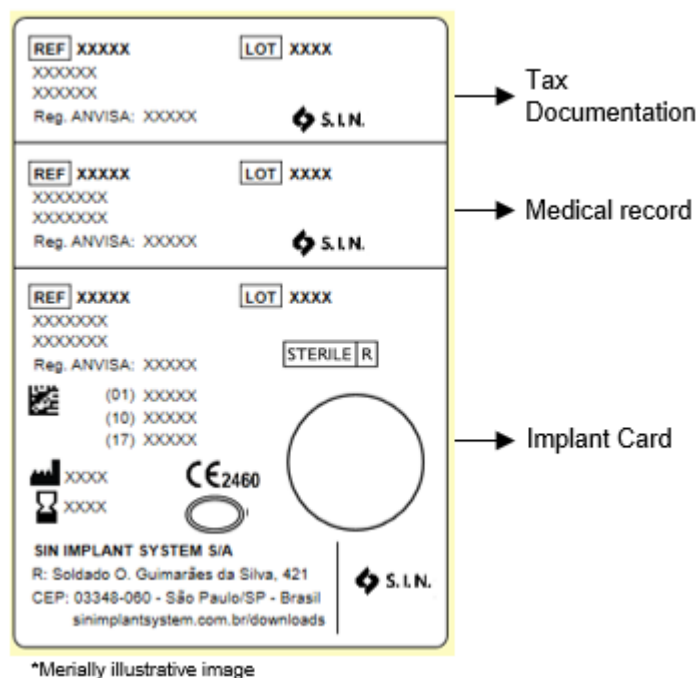 REF XXXXX LOT XXXX
XXXXXX
XXXXXX
Reg. ANVISA: XXXXX S.I.N.
Tax
Documentation
REF XXXXX LOT XXXX
XXXXXXX
XXXXXXX
Reg. ANVISA: XXXXX S.I.N.
Medical record
REF XXXXX LOT XXXX
XXXXXXX
XXXXXXX
Reg. ANVISA: XXXXX
STERILE R
(01) XXXXX
(10) XXXXX
(17) XXXXX
XXXX
CE2460
XXXX
Implant Card
SIN IMPLANT SYSTEM S/A
R: Soldado O. Guimarães da Silva, 421
CEP: 03348-060 - São Paulo/SP - Brasil
sinimplantsystem.com.br/downloads
S.I.N.
*Merially illustrative image